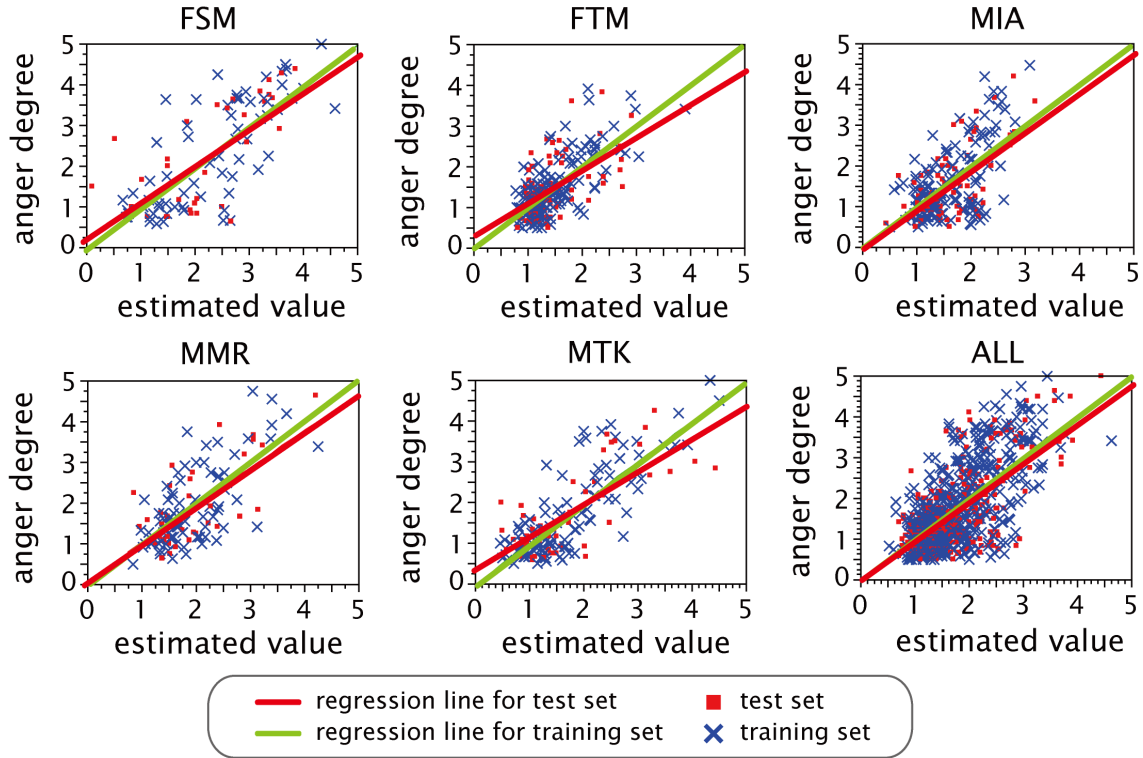 FSM
FTM
MIA
anger degree
5
4
3
2
1
0
0 1 2 3 4 5
estimated value
anger degree
5
4
3
2
1
0
0 1 2 3 4 5
estimated value
anger degree
5
4
3
2
1
0
0 1 2 3 4 5
estimated value
MMR
MTK
ALL
anger degree
5
4
3
2
1
0
0 1 2 3 4 5
estimated value
anger degree
5
4
3
2
1
0
0 1 2 3 4 5
estimated value
anger degree
5
4
3
2
1
0
0 1 2 3 4 5
estimated value
regression line for test set
test set
regression line for training set
training set